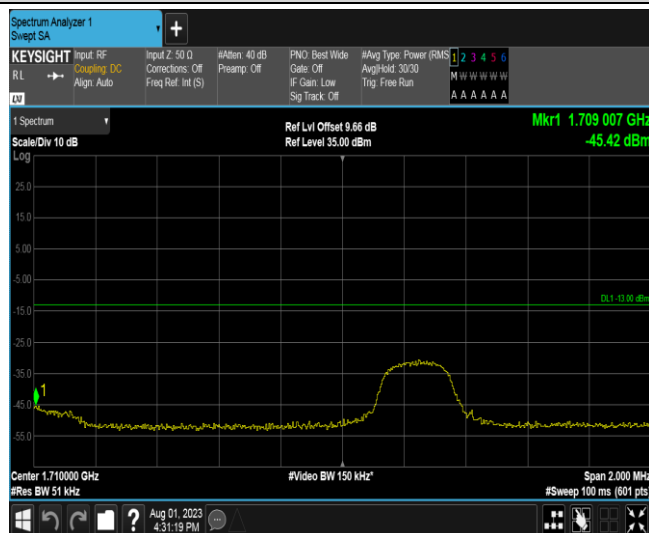 Spectrum Analyzer 1
Swept SA
+
KEYSIGHT
RL
LXI
Input: RF
Coupling: DC
Align: Auto
Input Z: 50 Ω
Corrections: Off
Freq Ref: Int (S)
#Atten: 40 dB
Preamp: Off
PNO: Best Wide
Gate: Off
IF Gain: Low
Sig Track: Off
#Avg Type: Power (RMS
Avg|Hold: 30/30
Trig: Free Run
1 2 3 4 5 6
M W W W W W
A A A A A A
1 Spectrum
Scale/Div 10 dB
Log
Ref Lvl Offset 9.66 dB
Ref Level 35.00 dBm
Mkr1 1.709 007 GHz
-45.42 dBm
25.0
15.0
5.00
-5.00
DL1 -13.00 dBm
-15.0
-25.0
-35.0
1
-45.0
-55.0
Center 1.710000 GHz
#Res BW 51 kHz
#Video BW 150 kHz*
Span 2.000 MHz
#Sweep 100 ms (601 pts)
?
Aug 01, 2023
4:31:19 PM